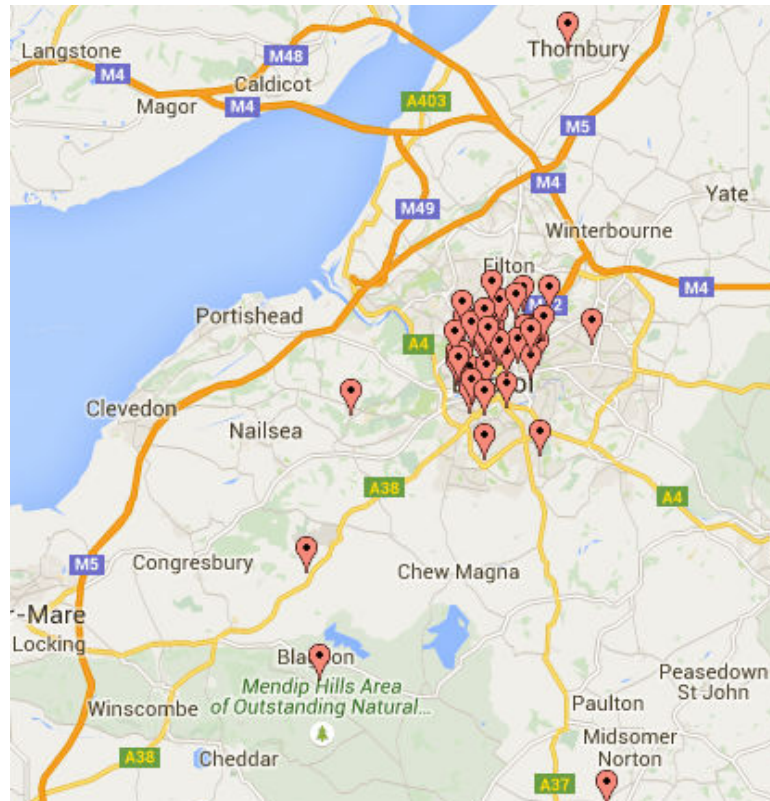 Thornbury
Langstone
M48
M4
Caldicot
Magor
M4
A403
M5
M4
Yate
M49
Winterbourne
Filton
M4
Portishead
A4
Clevedon
Nailsea
A38
A4
M5
Congresbury
Chew Magna
r-Mare
Locking
Mendip Hills Area
of Outstanding Natural...
Peasedown
St John
Winscombe
Paulton
Midsomer
Norton
A38
Cheddar
A37